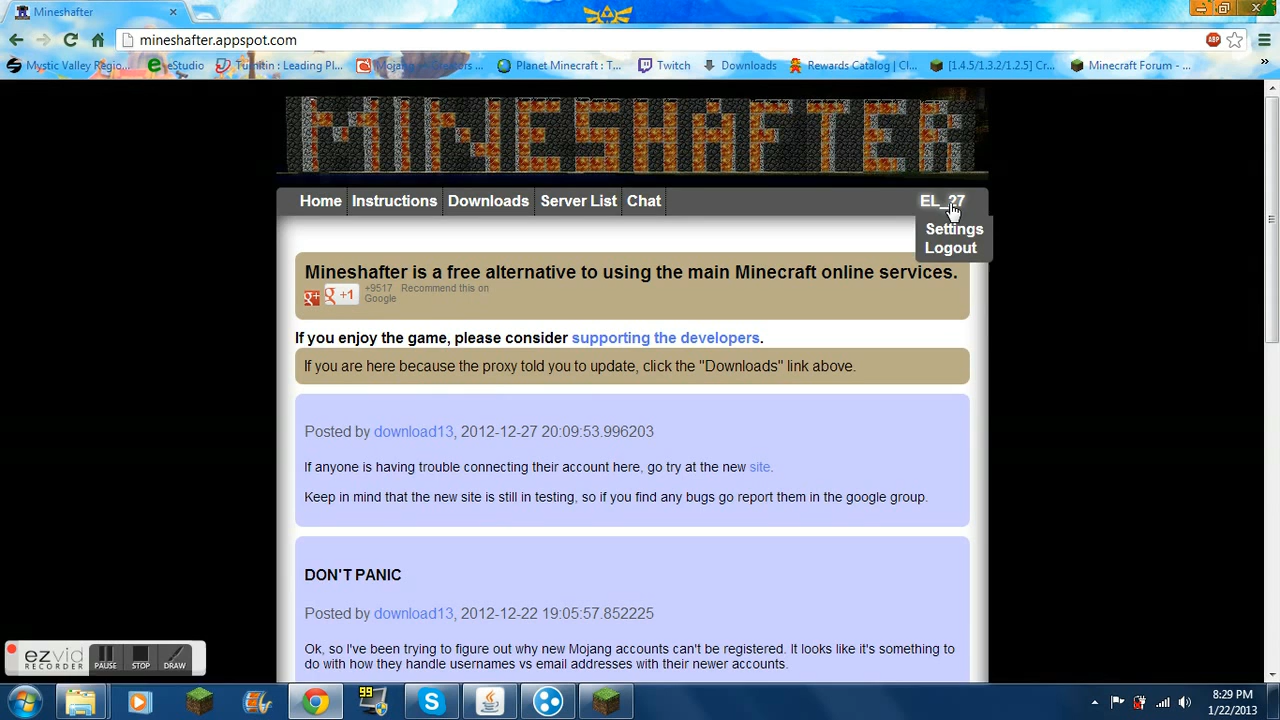 Mineshafter
mineshafter.appspot.com
ABP
Mystic Valley Regio...
eStudio
Turnitin : Leading Pl...
Mojang — Creators ...
Planet Minecraft : T...
Twitch
Downloads
Rewards Catalog | Cl...
[1.4.5/1.3.2/1.2.5] Cr...
Minecraft Forum - ...
MINESHAFTER
Home Instructions Downloads Server List Chat EL_27
Settings
Logout
Mineshafter is a free alternative to using the main Minecraft online services.
+1 +9517 Recommend this on
Google
If you enjoy the game, please consider supporting the developers.
If you are here because the proxy told you to update, click the "Downloads" link above.
Posted by download13, 2012-12-27 20:09:53.996203
If anyone is having trouble connecting their account here, go try at the new site.
Keep in mind that the new site is still in testing, so if you find any bugs go report them in the google group.
DON'T PANIC
Posted by download13, 2012-12-22 19:05:57.852225
Ok, so I've been trying to figure out why new Mojang accounts can't be registered. It looks like it's something to
do with how they handle usernames vs email addresses with their newer accounts.
ezvid
RECORDER
PAUSE STOP DRAW
99
8:29 PM
1/22/2013